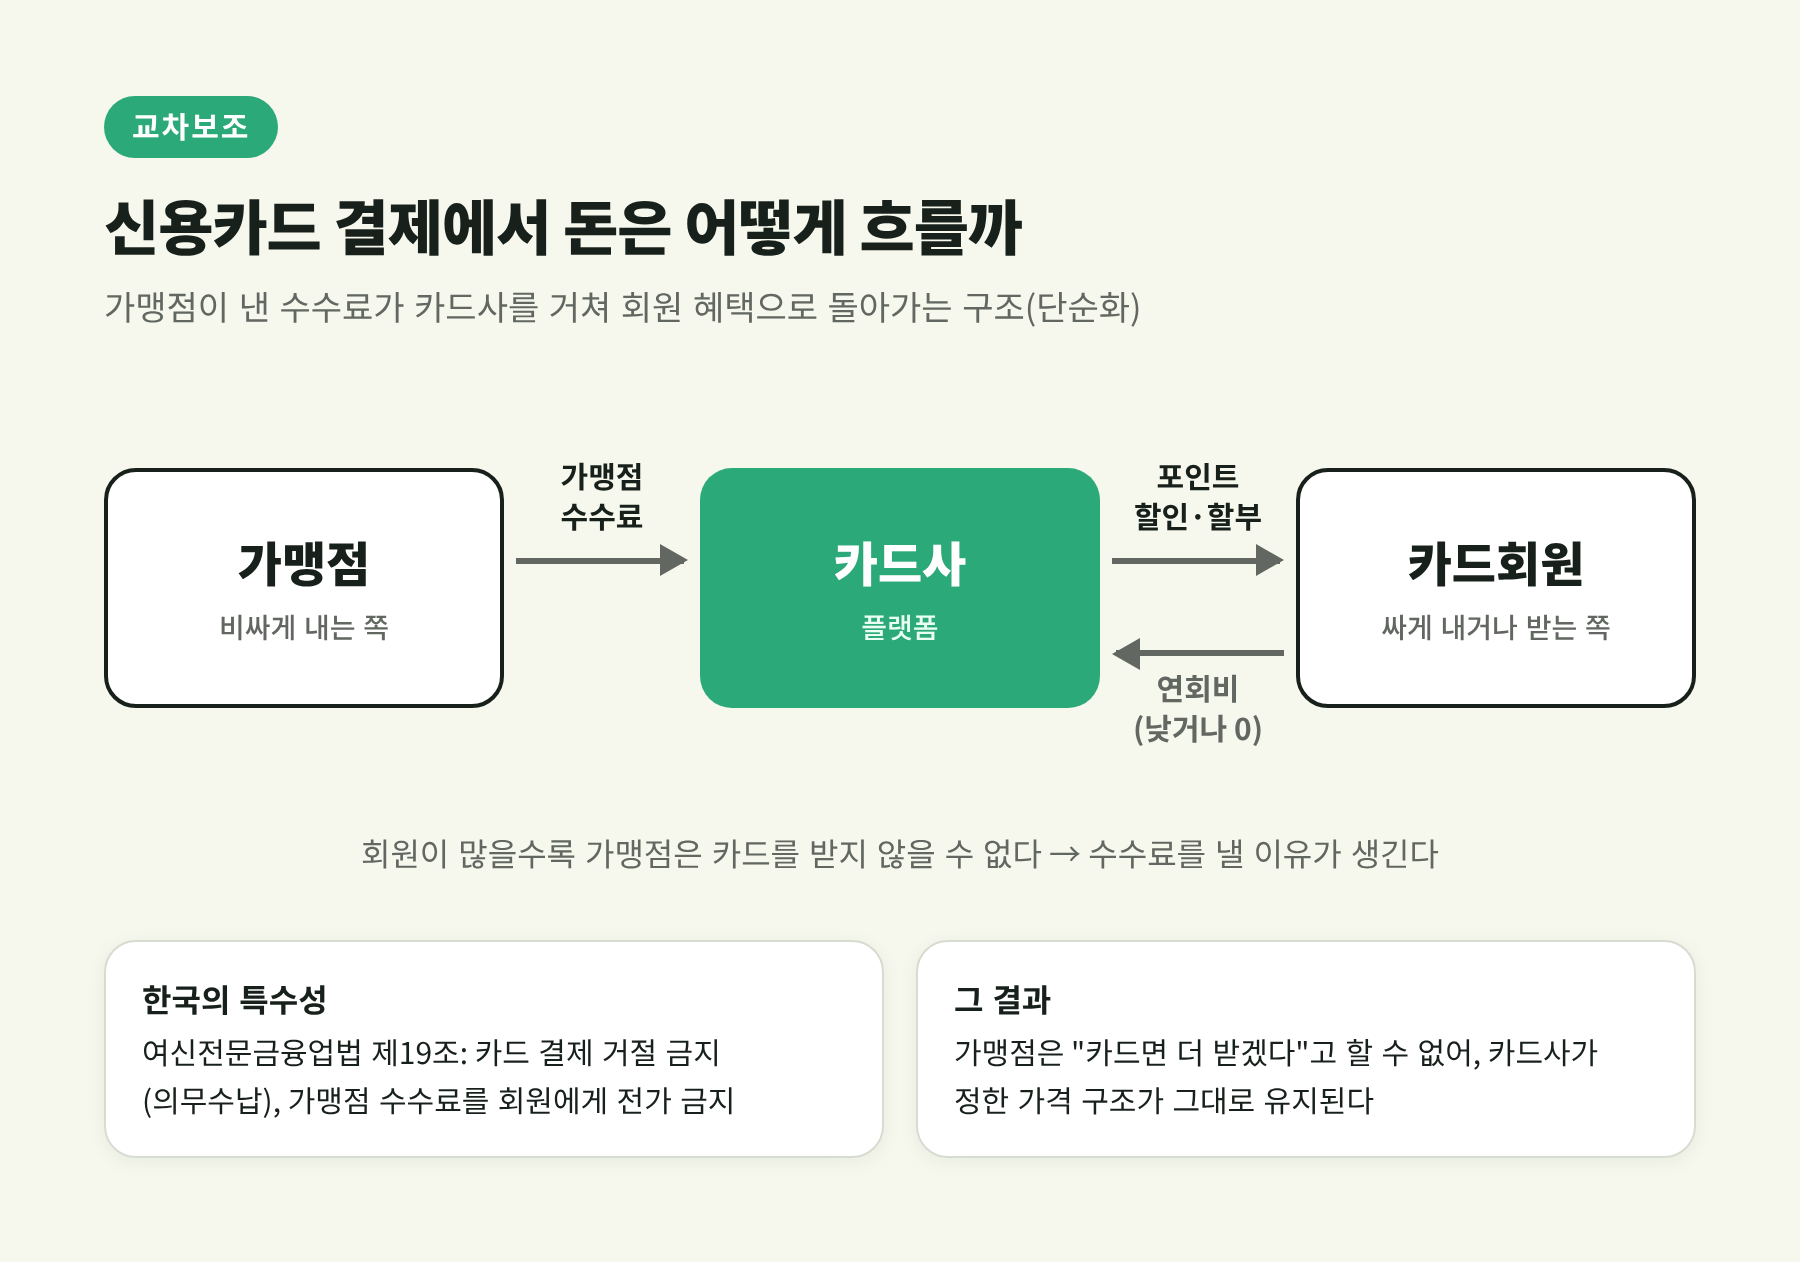 교차보조
신용카드 결제에서 돈은 어떻게 흐를까
가맹점이 낸 수수료가 카드사를 거쳐 회원 혜택으로 돌아가는 구조(단순화)
가맹점
비싸게 내는 쪽
가맹점
수수료
카드사
플랫폼
포인트
할인·할부
연회비
(낮거나 0)
카드회원
싸게 내거나 받는 쪽
회원이 많을수록 가맹점은 카드를 받지 않을 수 없다 → 수수료를 낼 이유가 생긴다
한국의 특수성
여신전문금융업법 제19조: 카드 결제 거절 금지
(의무수납), 가맹점 수수료를 회원에게 전가 금지
그 결과
가맹점은 "카드면 더 받겠다"고 할 수 없어, 카드사가
정한 가격 구조가 그대로 유지된다